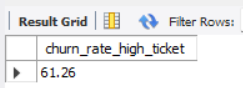 Result Grid Filter Rows:
churn_rate_high_ticket
61.26